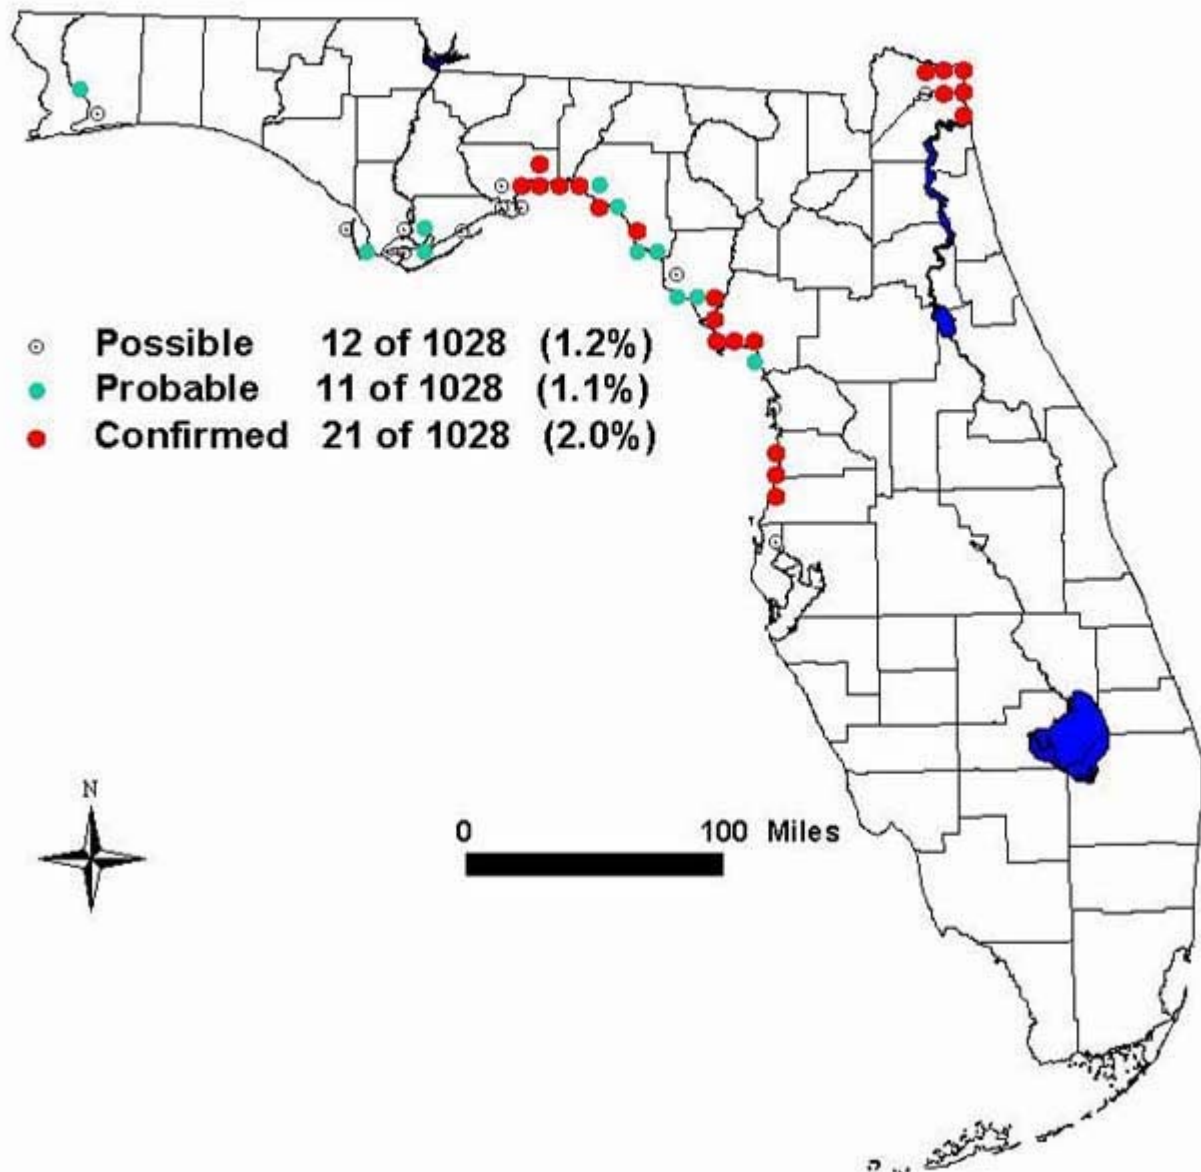 Possible 12 of 1028 (1.2%)
Probable 11 of 1028 (1.1%)
Confirmed 21 of 1028 (2.0%)
N
0 100 Miles